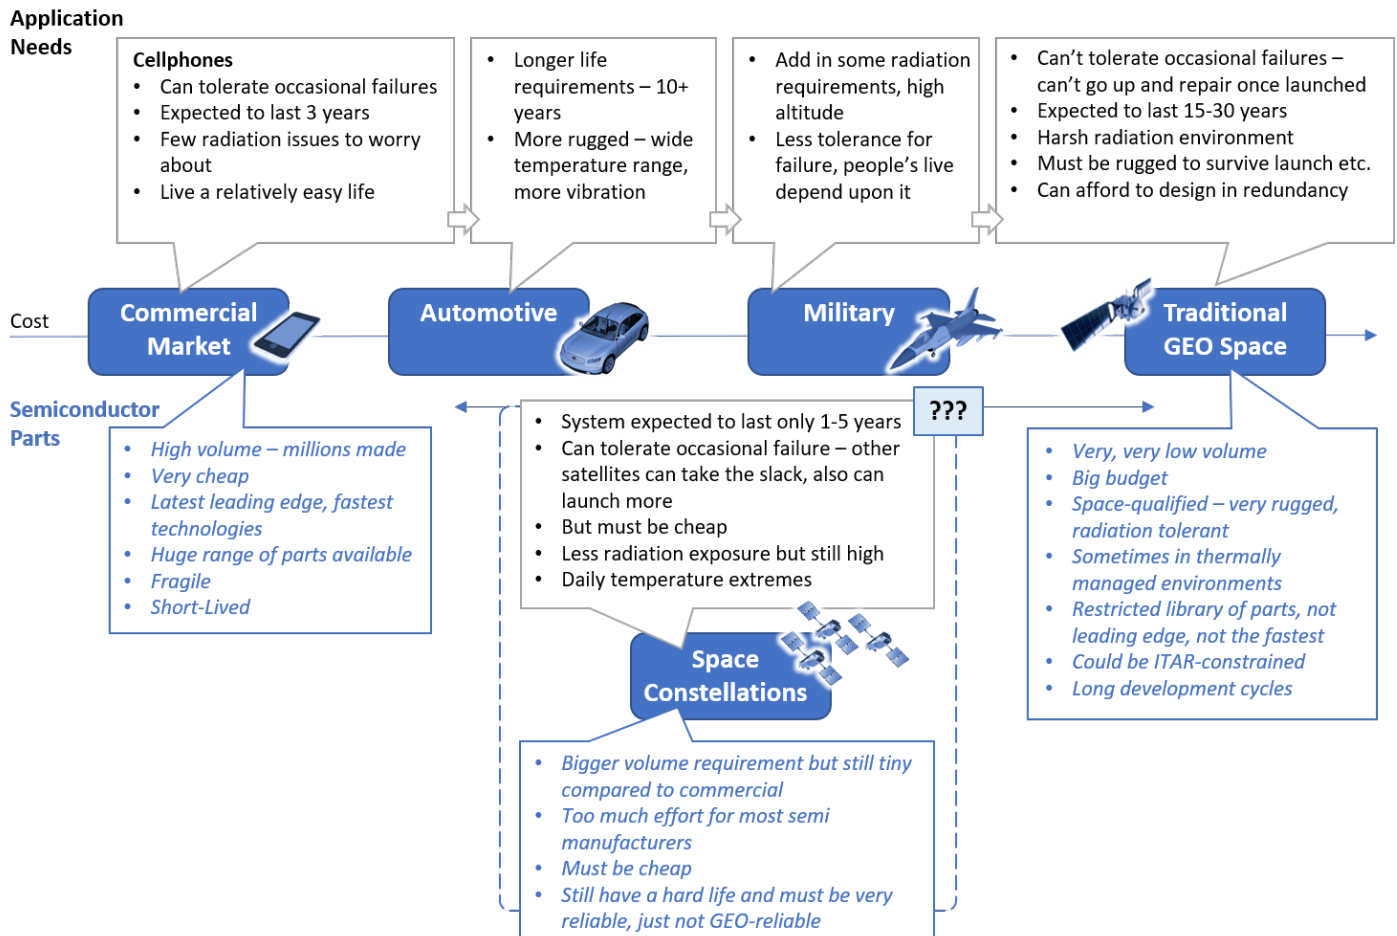 Application
Needs
Cellphones
• Can tolerate occasional failures
• Expected to last 3 years
• Few radiation issues to worry
about
• Live a relatively easy life
• Longer life
requirements – 10+
years
• More rugged – wide
temperature range,
more vibration
• Add in some radiation
requirements, high
altitude
• Less tolerance for
failure, people’s live
depend upon it
• Can’t tolerate occasional failures –
can’t go up and repair once launched
• Expected to last 15-30 years
• Harsh radiation environment
• Must be rugged to survive launch etc.
• Can afford to design in redundancy
Cost
Commercial
Market
Automotive
Military
Traditional
GEO Space
Semiconductor
Parts
• High volume – millions made
• Very cheap
• Latest leading edge, fastest
technologies
• Huge range of parts available
• Fragile
• Short-Lived
???
• System expected to last only 1-5 years
• Can tolerate occasional failure – other
satellites can take the slack, also can
launch more
• But must be cheap
• Less radiation exposure but still high
• Daily temperature extremes
Space
Constellations
• Bigger volume requirement but still tiny
compared to commercial
• Too much effort for most semi
manufacturers
• Must be cheap
• Still have a hard life and must be very
reliable, just not GEO-reliable
• Very, very low volume
• Big budget
• Space-qualified – very rugged,
radiation tolerant
• Sometimes in thermally
managed environments
• Restricted library of parts, not
leading edge, not the fastest
• Could be ITAR-constrained
• Long development cycles